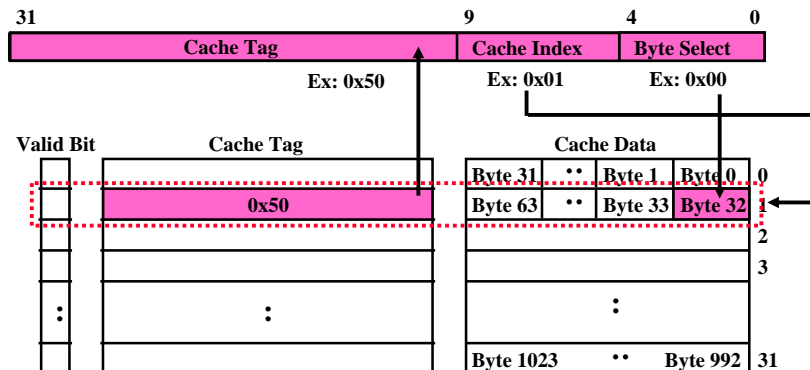 31 9 4 0
Cache Tag Cache Index Byte Select
Ex: 0x50 Ex: 0x01 Ex: 0x00
Valid Bit Cache Tag Cache Data
Byte 31 ·· Byte 1 Byte 0 0
0x50 Byte 63 ·· Byte 33 Byte 32 1
2
3
: : :
Byte 1023 ·· Byte 992 31